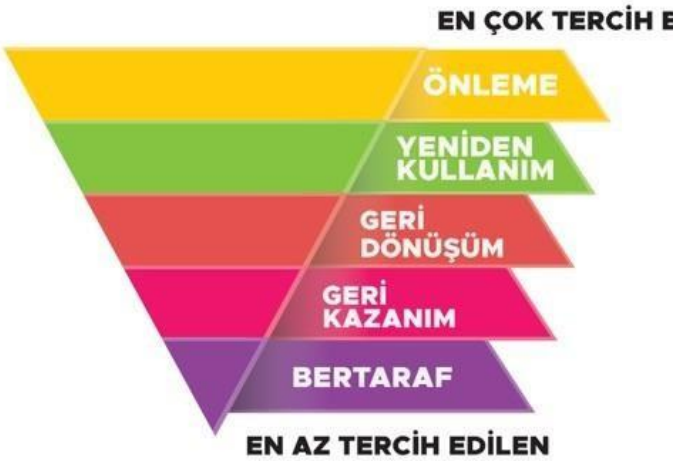 EN ÇOK TERCİH E
ÖNLEME
YENİDEN
KULLANIM
GERİ
DÖNÜŞÜM
GERİ
KAZANIM
BERTARAF
EN AZ TERCİH EDİLEN